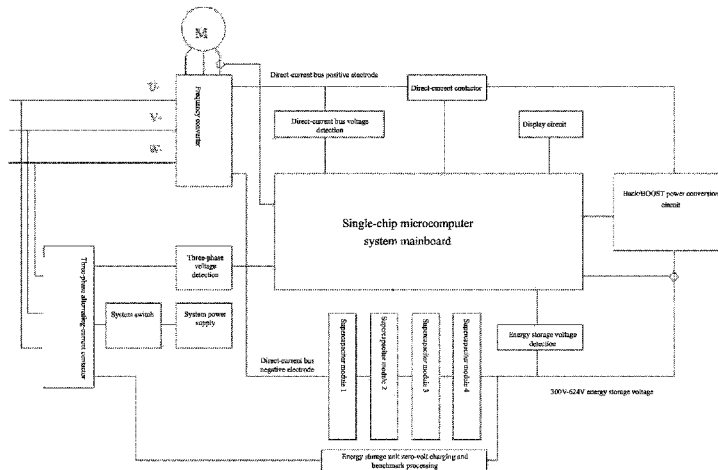 M
U-
V-
W-
Frequency converter
Direct-current bus positive electrode
Direct-current contactor
Direct-current bus voltage
detection
Display circuit
Single-chip microcomputer
system mainboard
Buck/BOOST power conversion
circuit
Three-phase alternating-current contactor
Three-phase
voltage
detection
System switch
System power
supply
Direct-current bus
negative electrode
Supercapacitor module 1
Supercapacitor module 2
Supercapacitor module 3
Supercapacitor module 4
Energy storage voltage
detection
300V-624V energy storage voltage
Energy storage unit zero-volt charging and
benchmark processing